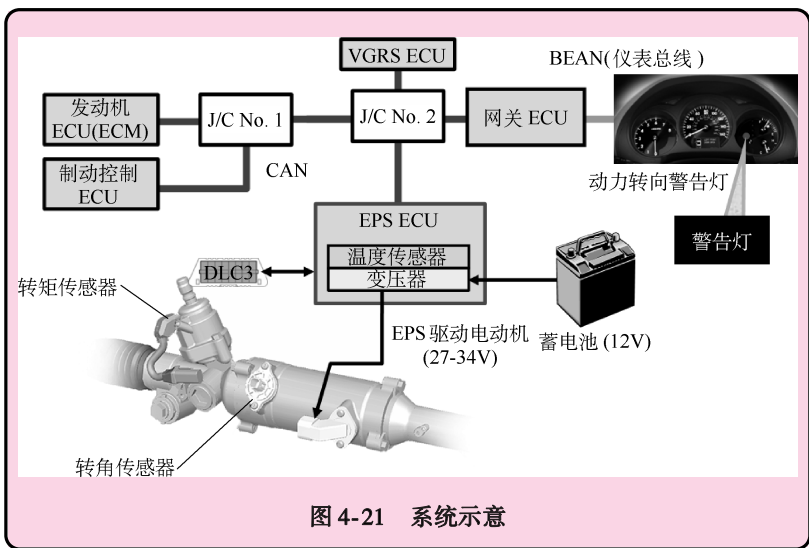 VGRS ECU
BEAN(仪表总线)
发动机
ECU(ECM)
J/C No. 1
J/C No. 2
网关 ECU
制动控制
ECU
CAN
动力转向警告灯
警告灯
EPS ECU
温度传感器
变压器
DLC3
转矩传感器
EPS 驱动电动机
(27-34V)
蓄电池 (12V)
转角传感器
图 4-21 系统示意